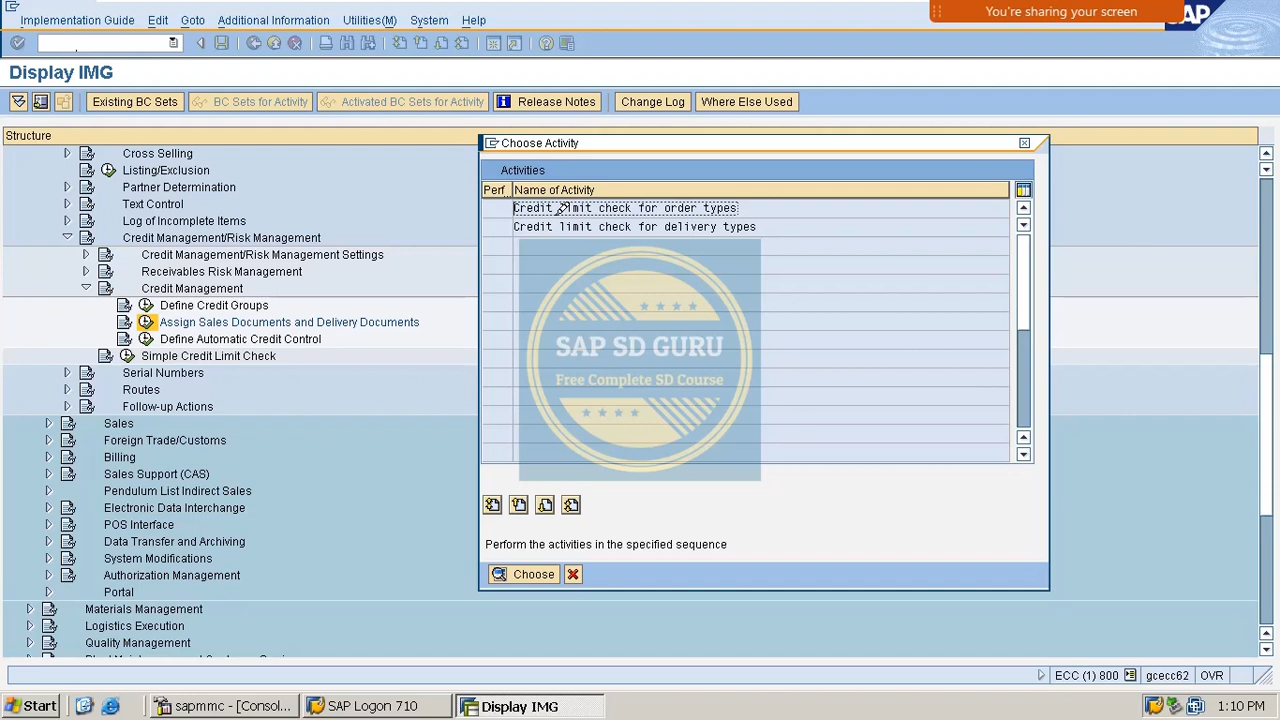 Implementation Guide Edit Goto Additional Information Utilities(M) System Help
You're sharing your screen
SAP
Display IMG
Existing BC Sets BC Sets for Activity Activated BC Sets for Activity Release Notes Change Log Where Else Used
Structure
Cross Selling
Listing/Exclusion
Partner Determination
Text Control
Log of Incomplete Items
Credit Management/Risk Management
Credit Management/Risk Management Settings
Receivables Risk Management
Credit Management
Define Credit Groups
Assign Sales Documents and Delivery Documents
Define Automatic Credit Control
Simple Credit Limit Check
Serial Numbers
Routes
Follow-up Actions
Sales
Foreign Trade/Customs
Billing
Sales Support (CAS)
Pendulum List Indirect Sales
Electronic Data Interchange
POS Interface
Data Transfer and Archiving
System Modifications
Authorization Management
Portal
Materials Management
Logistics Execution
Quality Management
Choose Activity
Activities
Perf... Name of Activity
Credit limit check for order types
Credit limit check for delivery types
SAP SD GURU
Free Complete SD Course
Perform the activities in the specified sequence
Choose
ECC (1) 800 gcecc62 OVR
Start sapmmc - [Consol... SAP Logon 710 Display IMG 1:10 PM